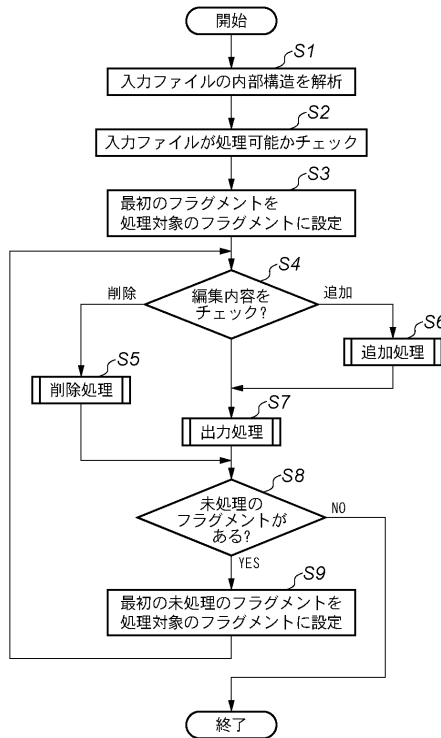 開始
S1
入力ファイルの内部構造を解析
S2
入力ファイルが処理可能かチェック
S3
最初のフラグメントを
処理対象のフラグメントに設定
S4
編集内容を
チェック?
削除
追加
S5
削除処理
S6
追加処理
S7
出力処理
S8
未処理の
フラグメントが
ある?
NO
YES
S9
最初の未処理のフラグメントを
処理対象のフラグメントに設定
終了